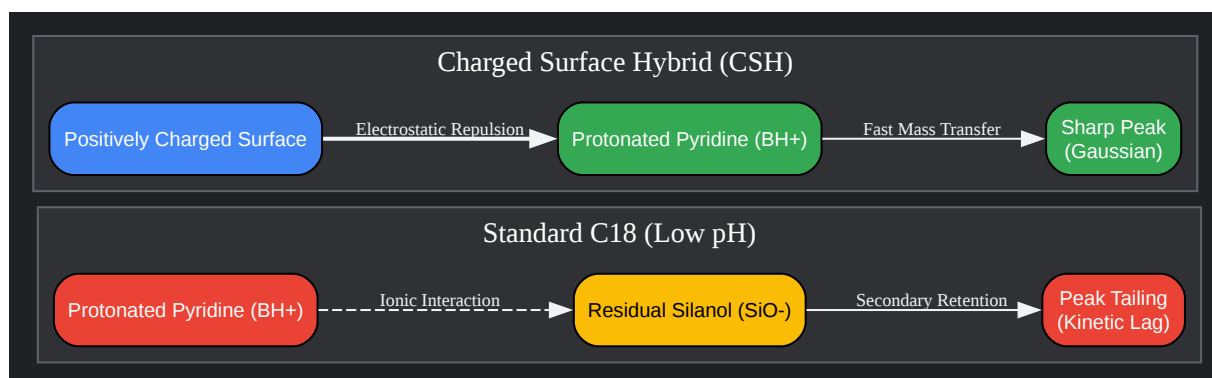 Charged Surface Hybrid (CSH)
Positively Charged Surface
Electrostatic Repulsion
Protonated Pyridine (BH+)
Fast Mass Transfer
Sharp Peak
(Gaussian)
Standard C18 (Low pH)
Protonated Pyridine (BH+)
Ionic Interaction
Residual Silanol (SiO-)
Secondary Retention
Peak Tailing
(Kinetic Lag)